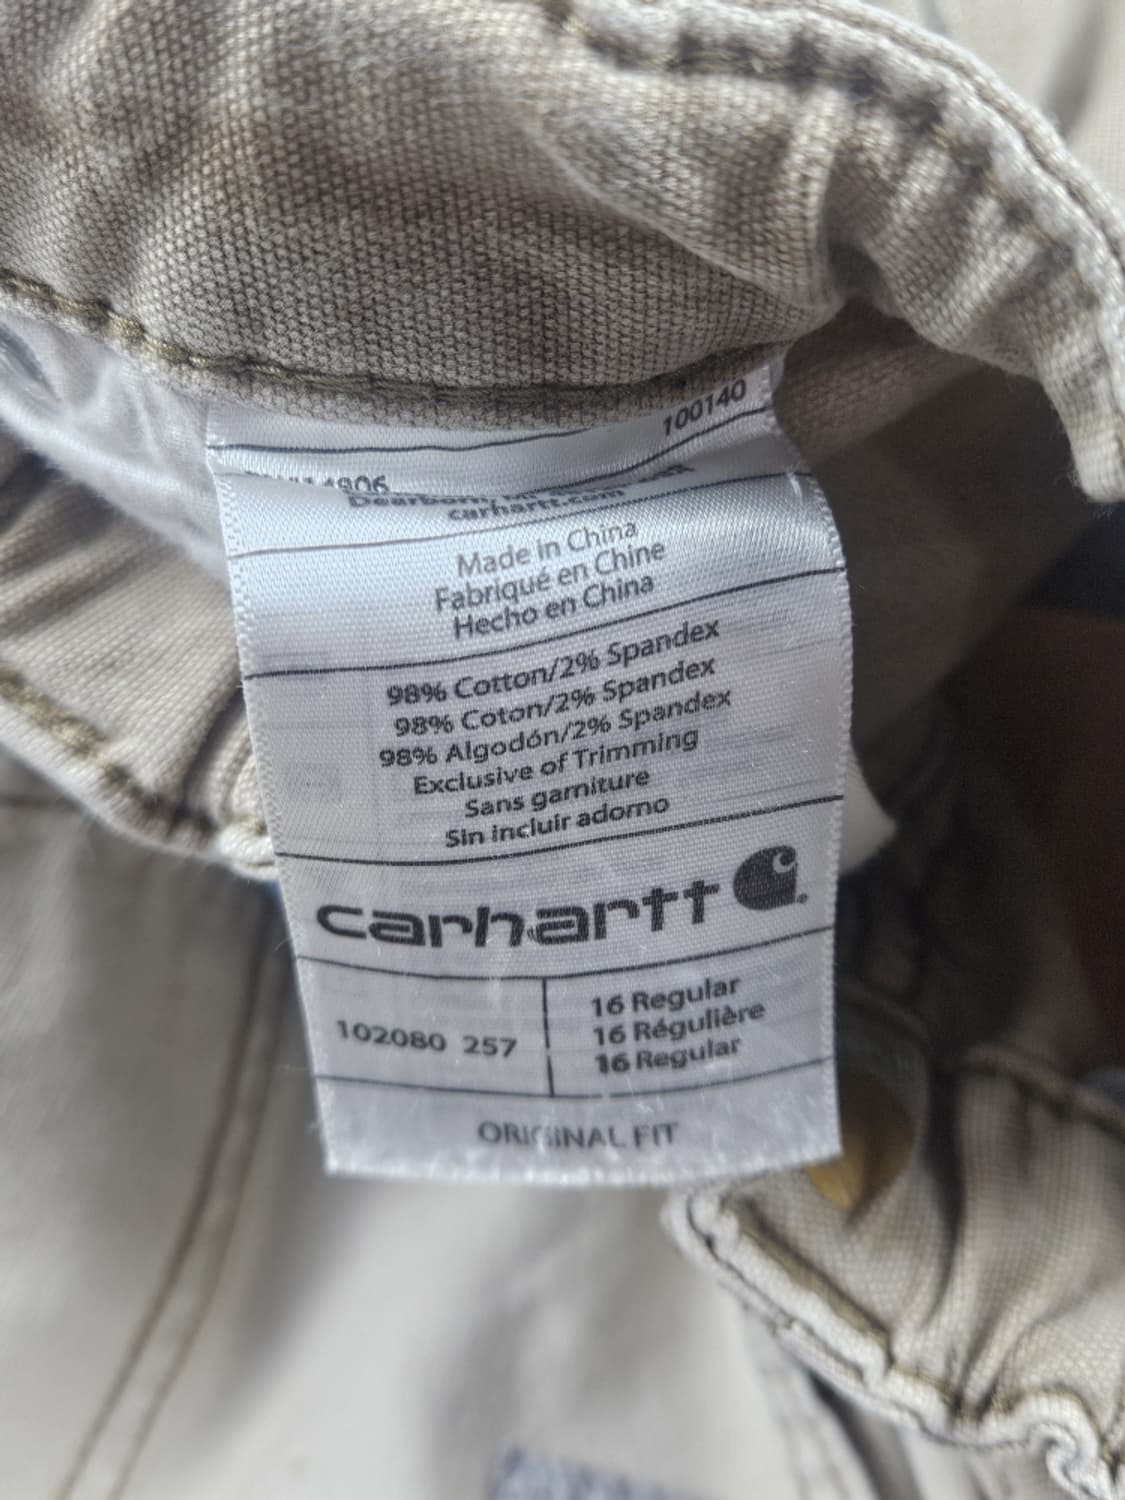 100140
Dearborn, MI
carhartt.com
Made in China
Fabriqué en Chine
Hecho en China
98% Cotton/2% Spandex
98% Coton/2% Spandex
98% Algodón/2% Spandex
Exclusive of Trimming
Sans garniture
Sin incluir adorno
carhartt
102080 257
16 Regular
16 Régulière
16 Regular
ORIGINAL FIT